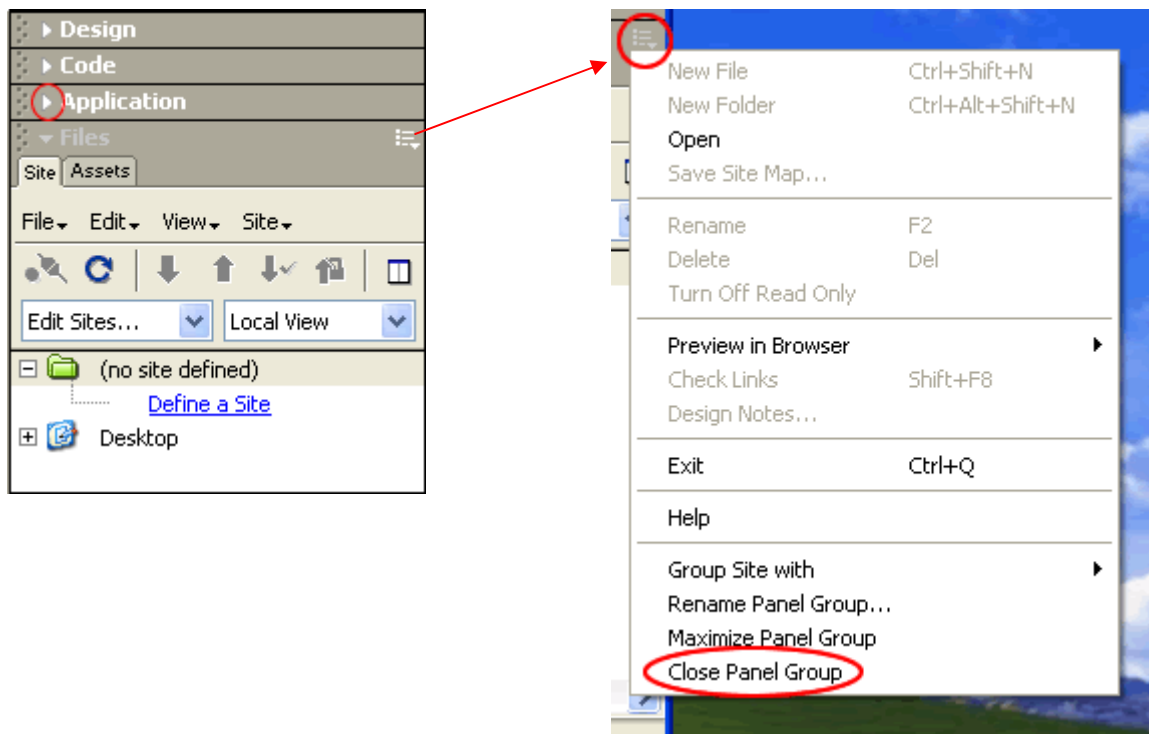 Design
Code
Application
Files
Site Assets
File Edit View Site
Edit Sites... Local View
(no site defined)
Define a Site
Desktop
New File Ctrl+Shift+N
New Folder Ctrl+Alt+Shift+N
Open
Save Site Map...
Rename F2
Delete Del
Turn Off Read Only
Preview in Browser
Check Links Shift+F8
Design Notes...
Exit Ctrl+Q
Help
Group Site with
Rename Panel Group...
Maximize Panel Group
Close Panel Group